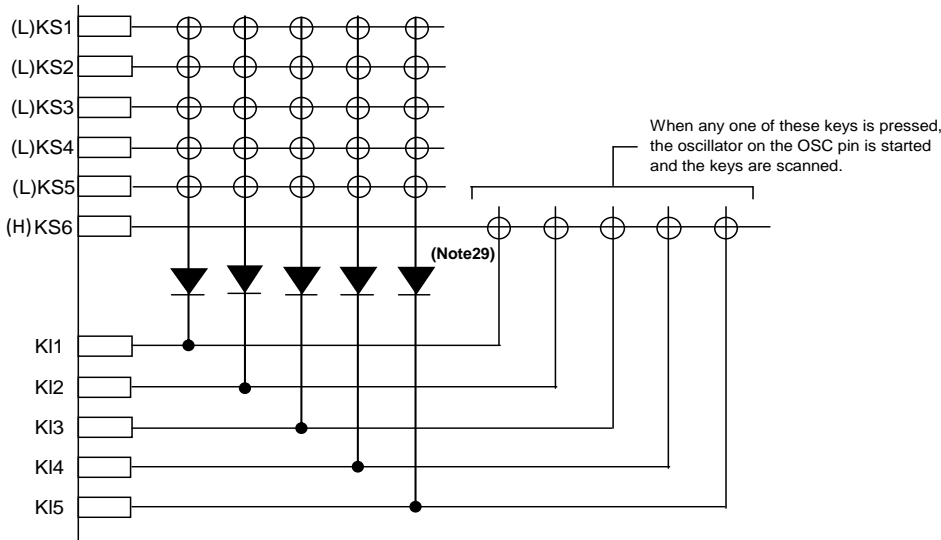 (L)KS1
(L)KS2
(L)KS3
(L)KS4
(L)KS5
(H)KS6
When any one of these keys is pressed,
the oscillator on the OSC pin is started
and the keys are scanned.
(Note29)
KI1
KI2
KI3
KI4
KI5